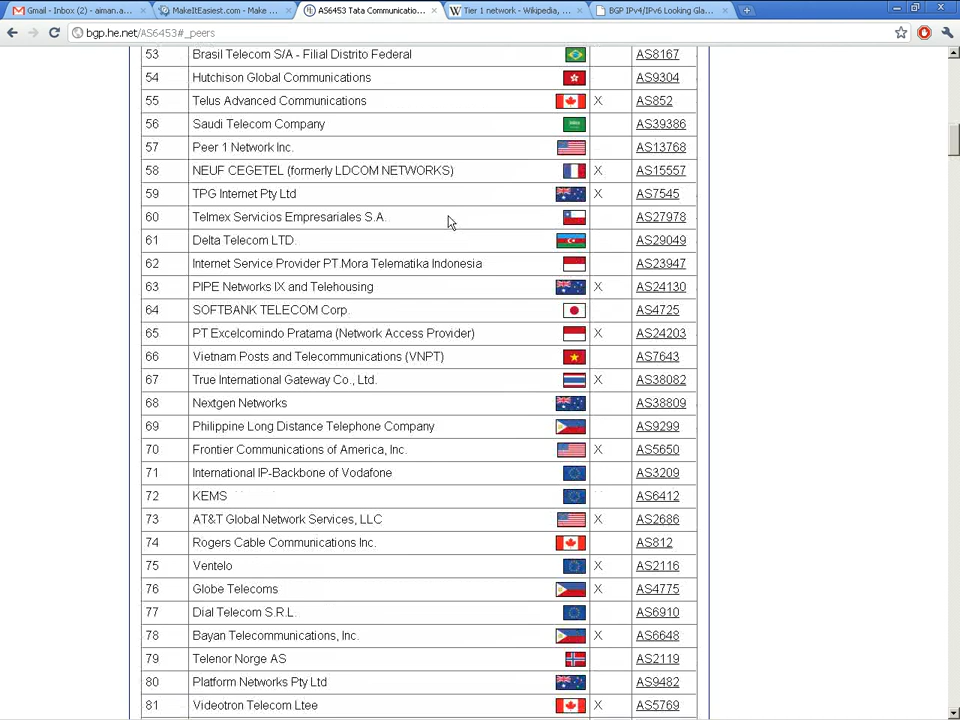 Gmail - Inbox (2) - aiman.a
MakeItEasiest.com - Make
AS6453 Tata Communicatio
Tier 1 network - Wikipedia,
BGP IPv4/IPv6 Looking Gla
bgp.he.net/AS6453#_peers
53 Brasil Telecom S/A - Filial Distrito Federal AS8167
54 Hutchison Global Communications AS9304
55 Telus Advanced Communications X AS852
56 Saudi Telecom Company AS39386
57 Peer 1 Network Inc. AS13768
58 NEUF CEGETEL (formerly LDCOM NETWORKS) X AS15557
59 TPG Internet Pty Ltd X AS7545
60 Telmex Servicios Empresariales S.A. AS27978
61 Delta Telecom LTD. AS29049
62 Internet Service Provider PT.Mora Telematika Indonesia AS23947
63 PIPE Networks IX and Telehousing X AS24130
64 SOFTBANK TELECOM Corp. AS4725
65 PT Excelcomindo Pratama (Network Access Provider) X AS24203
66 Vietnam Posts and Telecommunications (VNPT) AS7643
67 True International Gateway Co., Ltd. X AS38082
68 Nextgen Networks AS38809
69 Philippine Long Distance Telephone Company AS9299
70 Frontier Communications of America, Inc. X AS5650
71 International IP-Backbone of Vodafone AS3209
72 KEMS AS6412
73 AT&T Global Network Services, LLC X AS2686
74 Rogers Cable Communications Inc. AS812
75 Ventelo X AS2116
76 Globe Telecoms X AS4775
77 Dial Telecom S.R.L. AS6910
78 Bayan Telecommunications, Inc. X AS6648
79 Telenor Norge AS AS2119
80 Platform Networks Pty Ltd AS9482
81 Videotron Telecom Ltee X AS5769